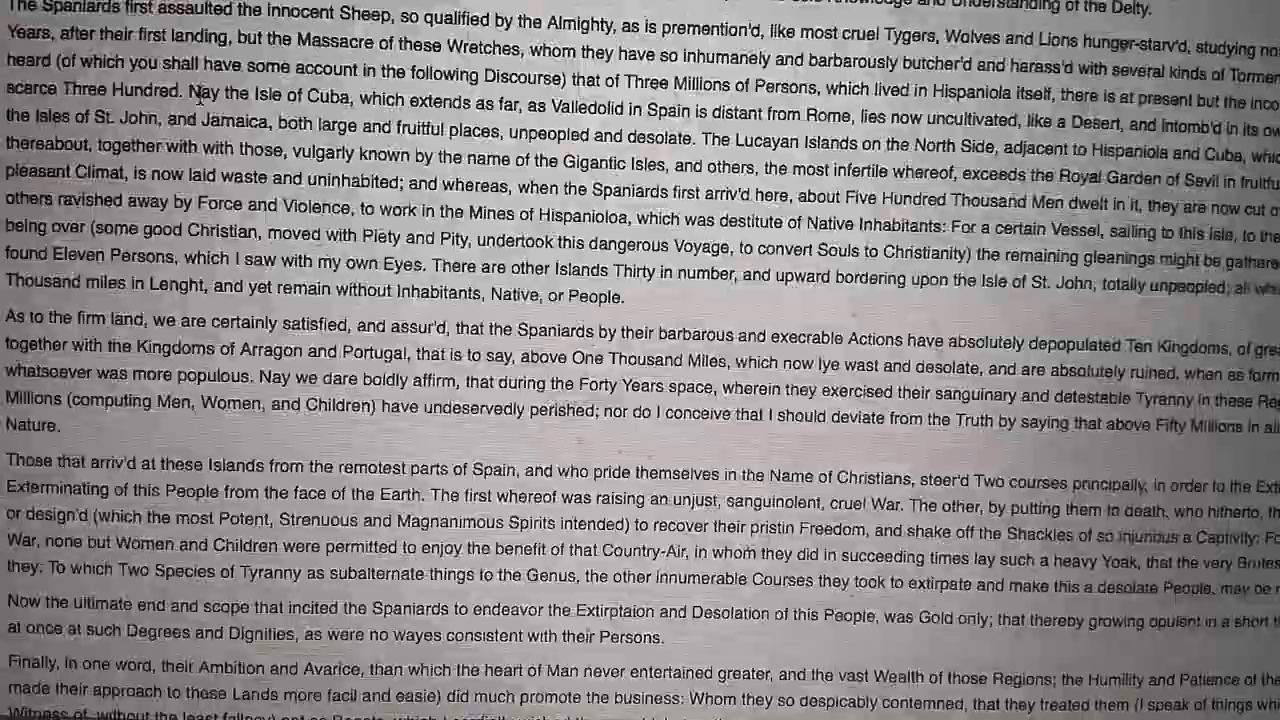 The Spaniards first assaulted the innocent Sheep, so qualified by the Almighty, as is premention'd, like most cruel Tygers, Wolves and Lions hunger-starv'd, studying
Understanding of the Deity.
Years, after their first landing, but the Massacre of these Wretches, whom they have so inhumanely and barbarously butcher'd and harass'd with several kinds of
heard (of which you shall have some account in the following Discourse) that of Three Millions of Persons, which lived in Hispaniola itself, there is at present but the
scarce Three Hundred. Nay the Isle of Cuba, which extends as far, as Valledolid in Spain is distant from Rome, lies now uncultivated, like a Desert, and intomb'd in its
the Isles of St. John, and Jamaica, both large and fruitful places, unpeopled and desolate. The Lucayan Islands on the North Side, adjacent to Hispaniola and Cuba,
thereabout, together with with those, vulgarly known by the name of the Gigantic Isles, and others, the most infertile whereof, exceeds the Royal Garden of Sevil in
pleasant Climat, is now laid waste and uninhabited; and whereas, when the Spaniards first arriv'd here, about Five Hundred Thousand Men dwelt in it, they are now cut
others ravished away by Force and Violence, to work in the Mines of Hispanioloa, which was destitute of Native Inhabitants: For a certain Vessel, sailing to this Isle, to the
being over (some good Christian, moved with Piety and Pity, undertook this dangerous Voyage, to convert Souls to Christianity) the remaining gleanings might be
found Eleven Persons, which I saw with my own Eyes. There are other Islands Thirty in number, and upward bordering upon the Isle of St. John, totally unpeopled; all
Thousand miles in Lenght, and yet remain without Inhabitants, Native, or People.
As to the firm land, we are certainly satisfied, and assur'd, that the Spaniards by their barbarous and execrable Actions have absolutely depopulated Ten Kingdoms, of
together with the Kingdoms of Arragon and Portugal, that is to say, above One Thousand Miles, which now lye wast and desolate, and are absolutely ruined, when as
whatsoever was more populous. Nay we dare boldly affirm, that during the Forty Years space, wherein they exercised their sanguinary and detestable Tyranny in these
Millions (computing Men, Women, and Children) have undeservedly perished; nor do I conceive that I should deviate from the Truth by saying that above Fifty Millions in
Nature.
Those that arriv'd at these Islands from the remotest parts of Spain, and who pride themselves in the Name of Christians, steer'd Two courses principally, in order to the
Exterminating of this People from the face of the Earth. The first whereof was raising an unjust, sanguinolent, cruel War. The other, by putting them to death, who hitherto,
or design'd (which the most Potent, Strenuous and Magnanimous Spirits intended) to recover their pristin Freedom, and shake off the Shackles of so injurious a Captivity:
War, none but Women and Children were permitted to enjoy the benefit of that Country-Air, in whom they did in succeeding times lay such a heavy Yoak, that the very Brutes
they: To which Two Species of Tyranny as subalternate things to the Genus, the other innumerable Courses they took to extirpate and make this a desolate People, may be
Now the ultimate end and scope that incited the Spaniards to endeavor the Extirptaion and Desolation of this People, was Gold only; that thereby growing opulent in a short
at once at such Degrees and Dignities, as were no wayes consistent with their Persons.
Finally, in one word, their Ambition and Avarice, than which the heart of Man never entertained greater, and the vast Wealth of those Regions; the Humility and Patience of
made their approach to these Lands more facil and easie) did much promote the business: Whom they so despicably contemned, that they treated them (I speak of things
Witness of, without the least